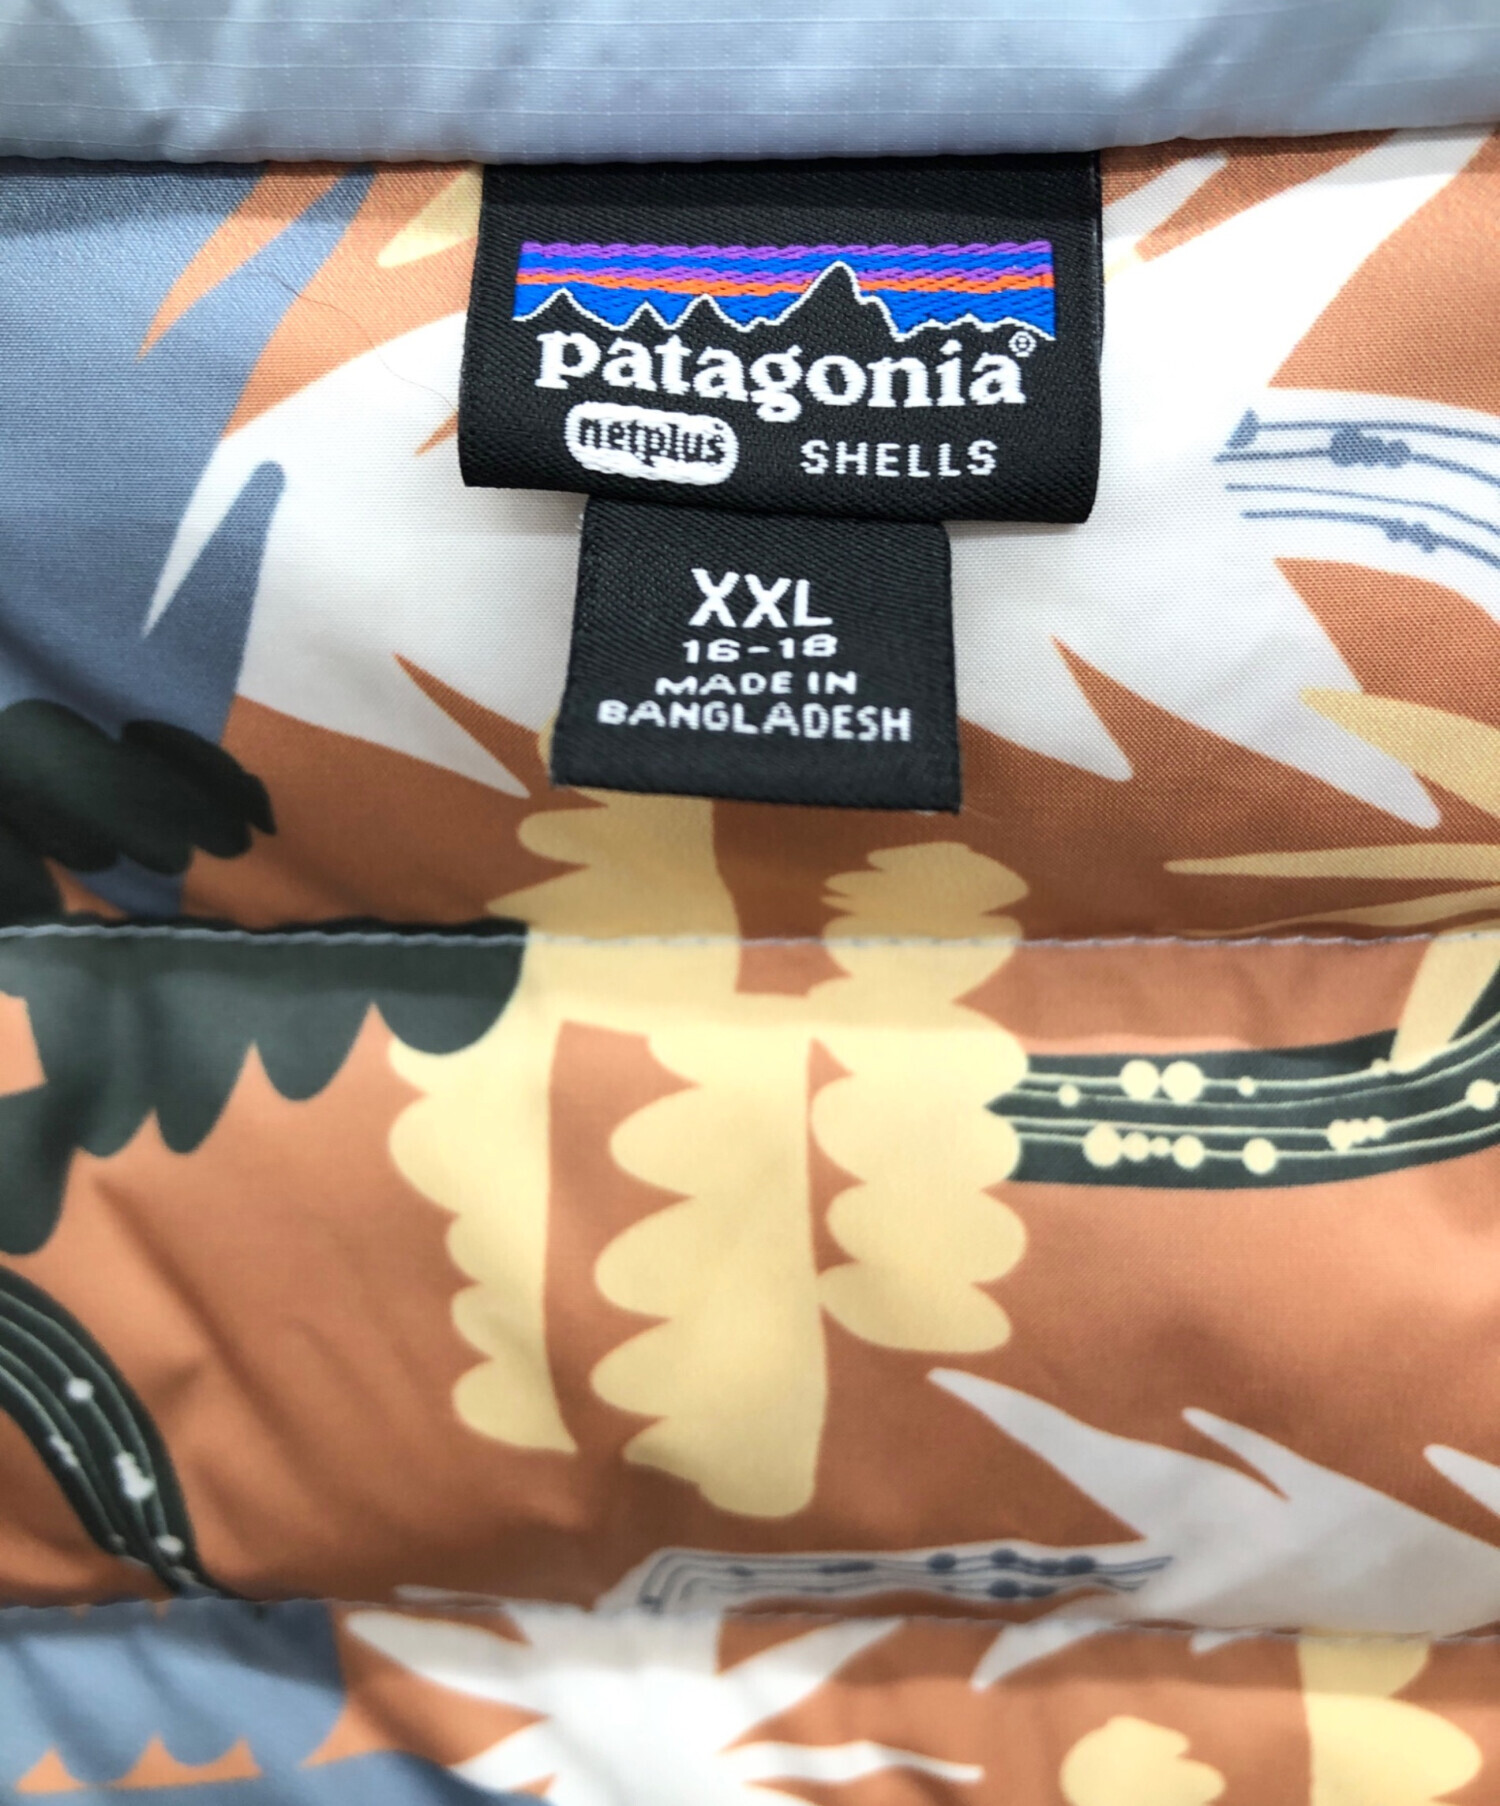 patagonia®
netplus® SHELLS
XXL
16-18
MADE IN
BANGLADESH